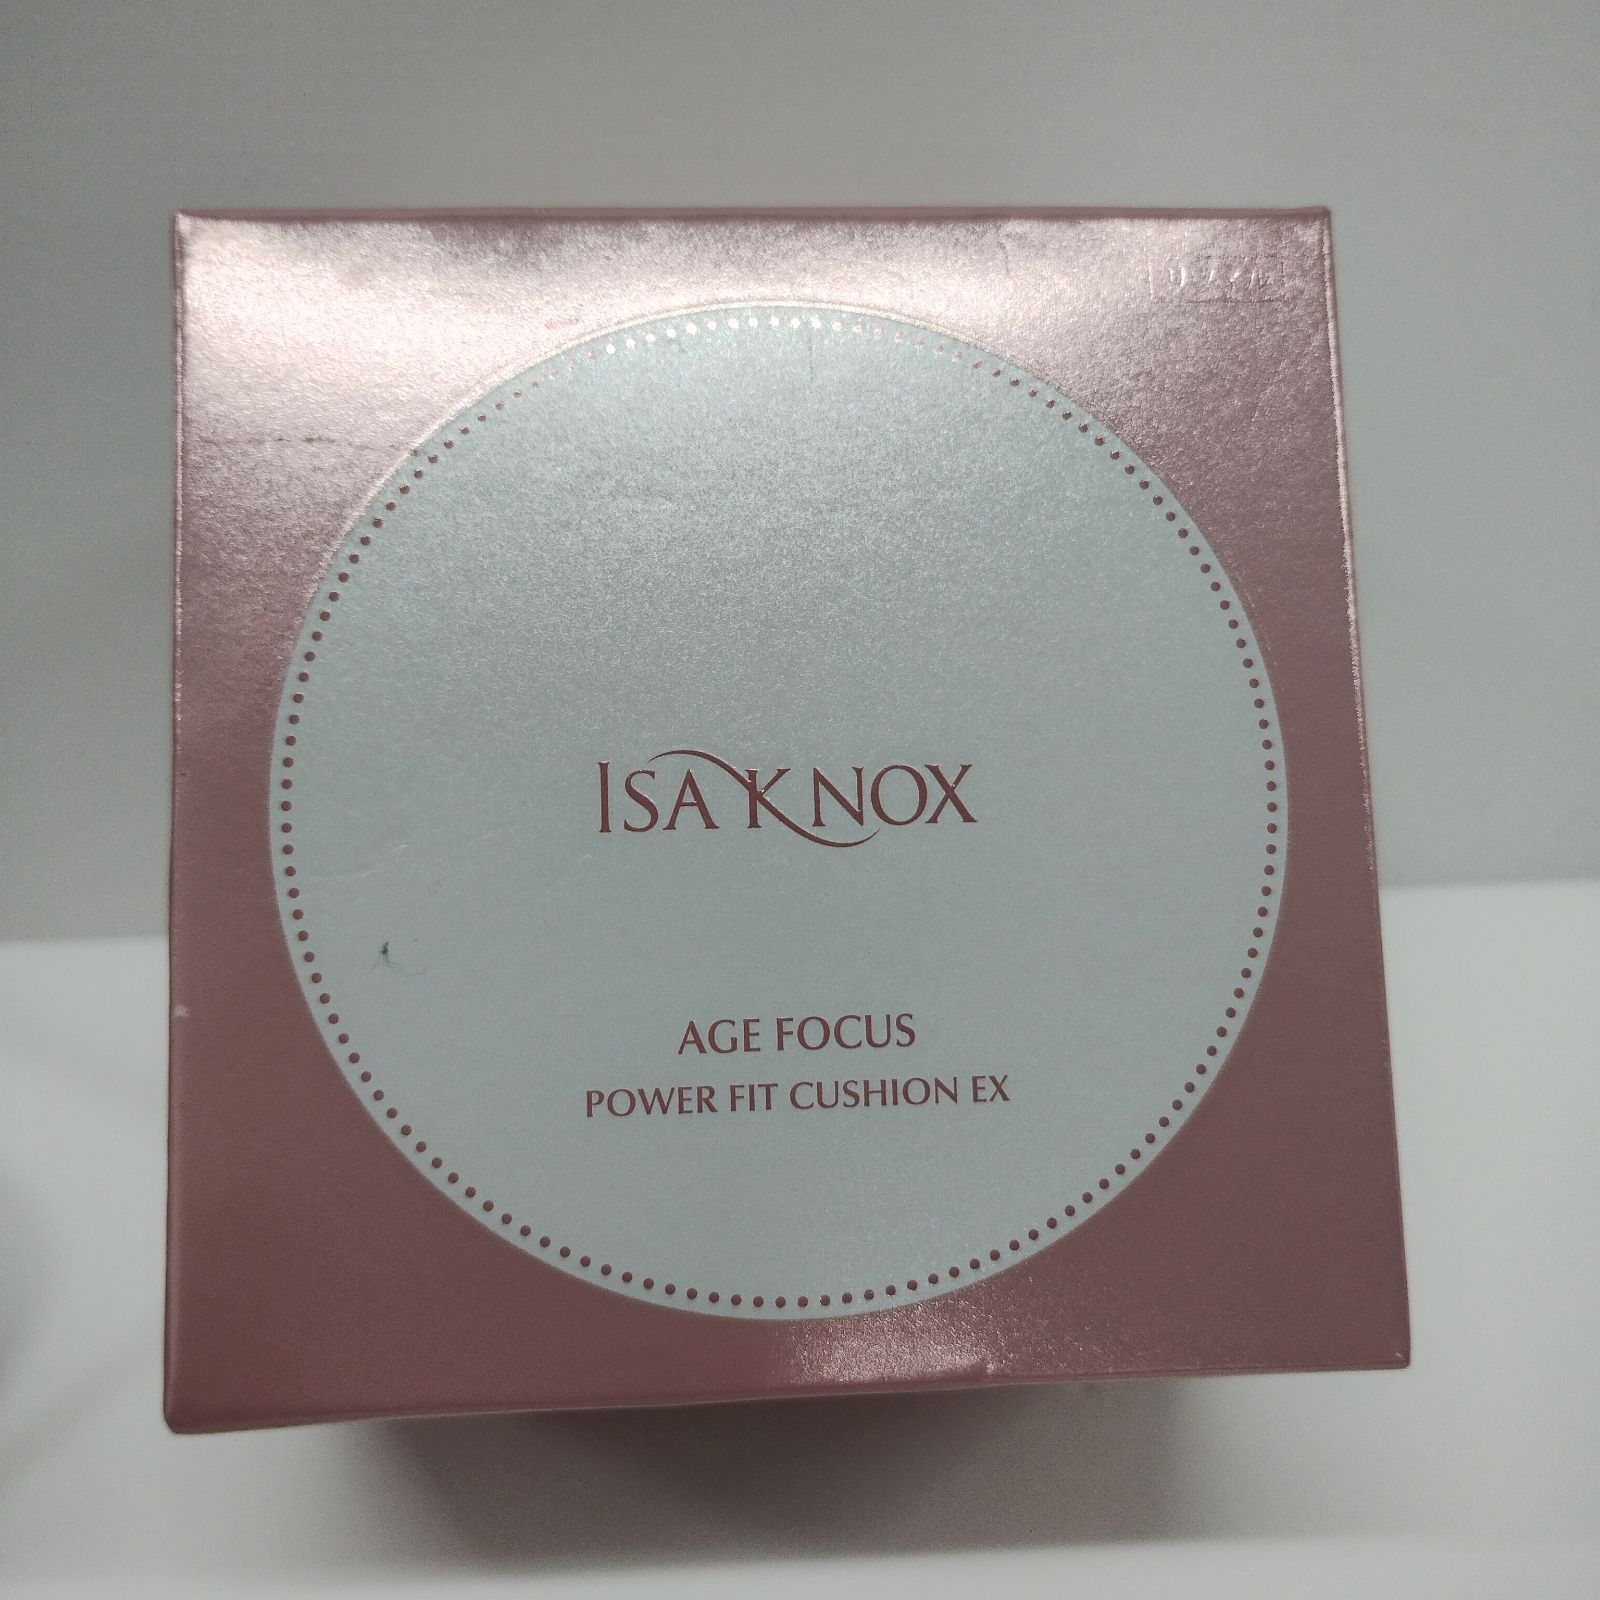 ISA KNOX
AGE FOCUS
POWER FIT CUSHION EX